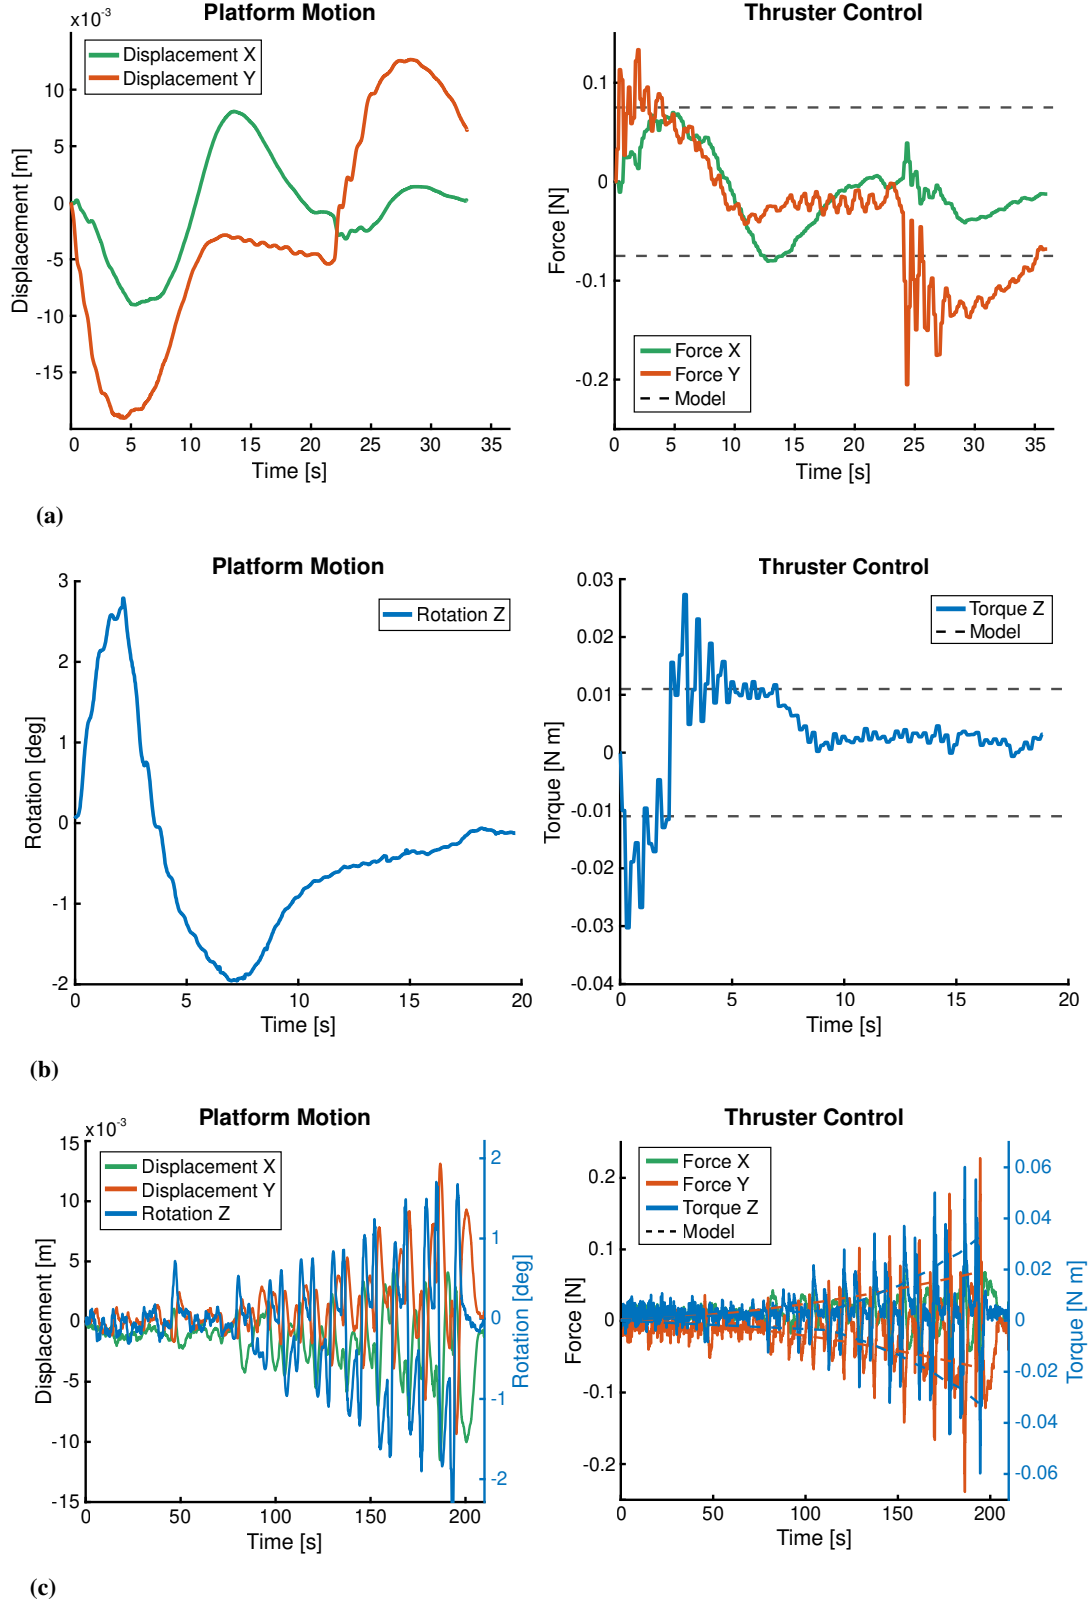 Platform Motion
x10-3
Displacement X
Displacement Y
10
5
0
-5
-10
-15
Displacement [m]
0 5 10 15 20 25 30 35
Time [s]
Thruster Control
0.1
0
-0.1
-0.2
Force [N]
Force X
Force Y
Model
0 5 10 15 20 25 30 35
Time [s]
(a)
Platform Motion
Rotation Z
3
2
1
0
-1
-2
Rotation [deg]
0 5 10 15 20
Time [s]
Thruster Control
Torque Z
Model
0.03
0.02
0.01
0
-0.01
-0.02
-0.03
-0.04
Torque [N m]
0 5 10 15 20
Time [s]
(b)
Platform Motion
x10-3
Displacement X
Displacement Y
Rotation Z
15
10
5
0
-5
-10
-15
Displacement [m]
2
1
0
-1
-2
Rotation [deg]
0 50 100 150 200
Time [s]
Thruster Control
Force X
Force Y
Torque Z
Model
0.2
0.1
0
-0.1
-0.2
Force [N]
0.06
0.04
0.02
0
-0.02
-0.04
-0.06
Torque [N m]
0 50 100 150 200
Time [s]
(c)